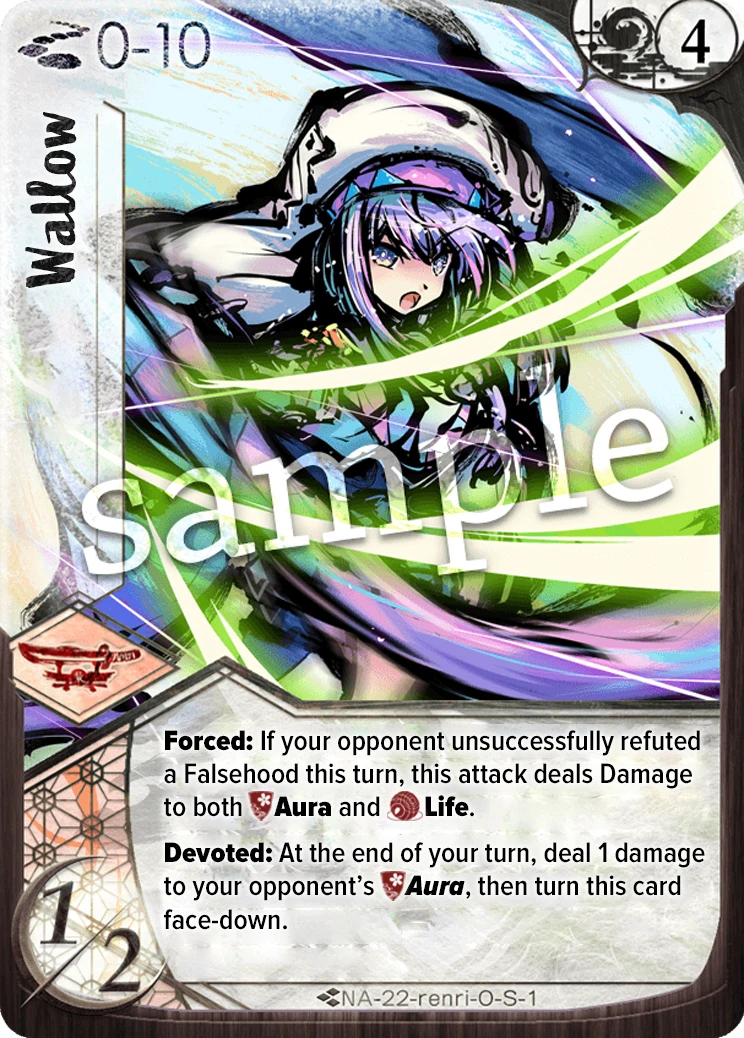 0-10
4
Wallow
sample
Forced: If your opponent unsuccessfully refuted
a Falsehood this turn, this attack deals Damage
to both Aura and Life.
Devoted: At the end of your turn, deal 1 damage
to your opponent's Aura, then turn this card
face-down.
1/2
NA-22-renri-O-S-1